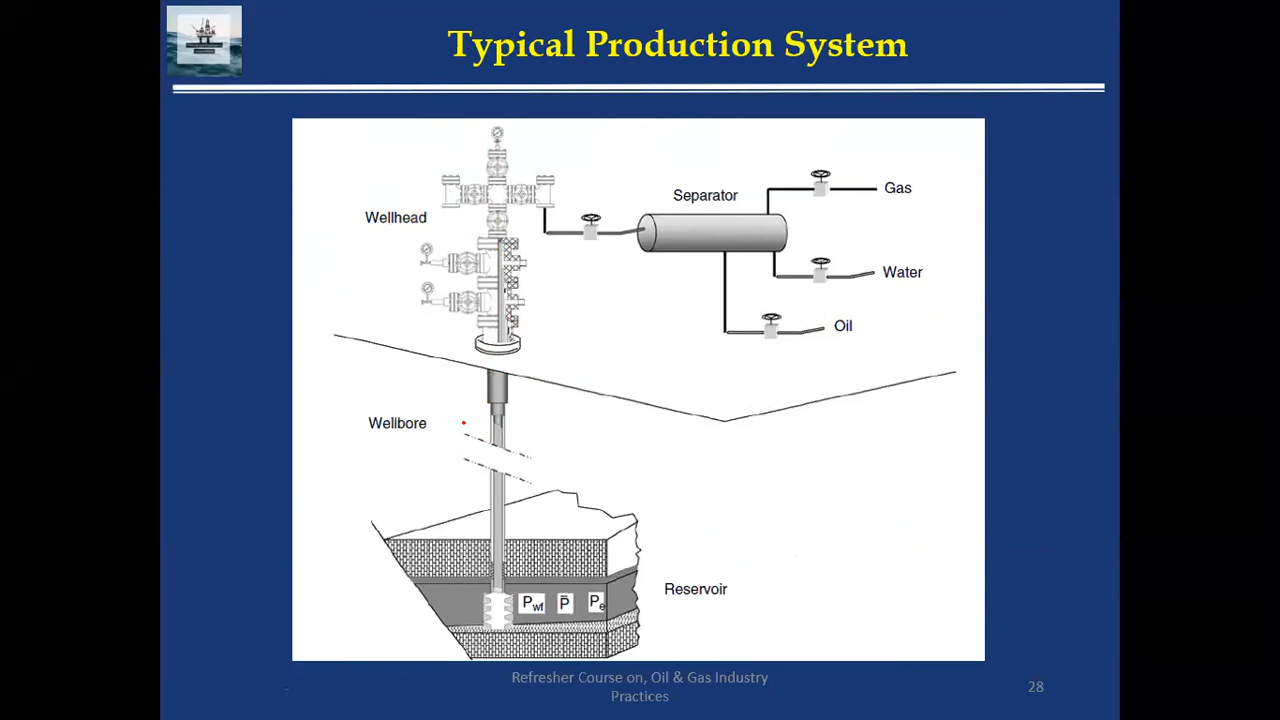 Typical Production System
Wellhead
Separator
Gas
Water
Oil
Wellbore
Reservoir
Pwf P̅ Pe
Refresher Course on, Oil & Gas Industry
Practices
28